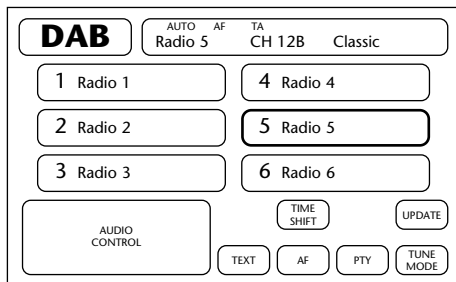 DAB
AUTO AF TA
Radio 5 CH 12B Classic
1 Radio 1
4 Radio 4
2 Radio 2
5 Radio 5
3 Radio 3
6 Radio 6
AUDIO
CONTROL
TIME
SHIFT
UPDATE
TEXT
AF
PTY
TUNE
MODE